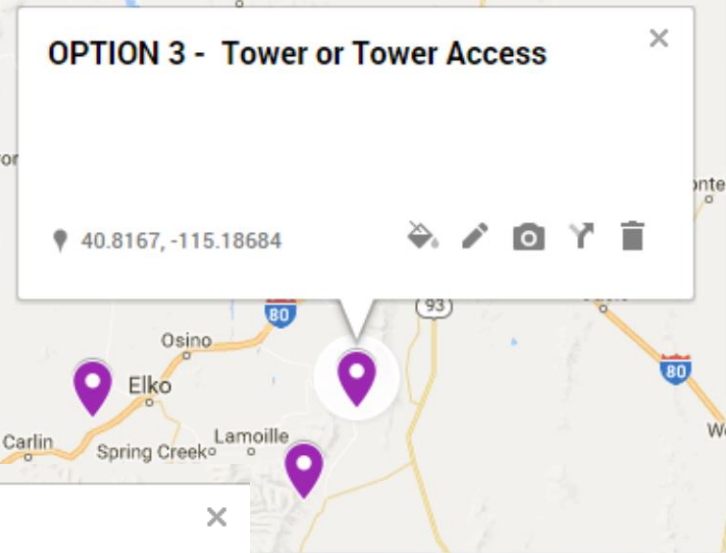 OPTION 3 - Tower or Tower Access
40.8167, -115.18684
93
80
Osino
Elko
80
Carlin
Spring Creek
Lamoille